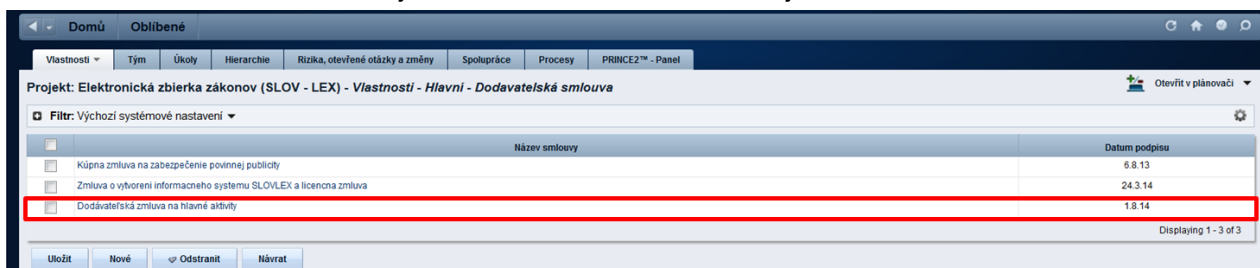 Domů Oblíbené
Vlastnosti Tým Úkoly Hierarchie Rizika, otevřené otázky a změny Spolupráce Procesy PRINCE2™ - Panel
Projekt: Elektronická zbierka zákonov (SLOV - LEX) - Vlastnosti - Hlavní - Dodavatelská smlouva Otevřít v plánovači
Filtr: Výchozí systémové nastavení
Název smlouvy Datum podpisu
Kúpna zmluva na zabezpečenie povinnej publicity 6.8.13
Zmluva o vytvoreni informacneho systemu SLOVLEX a licencna zmluva 24.3.14
Dodávateľská zmluva na hlavné aktivity 1.8.14
Displaying 1 - 3 of 3
Uložit Nové Odstranit Návrat